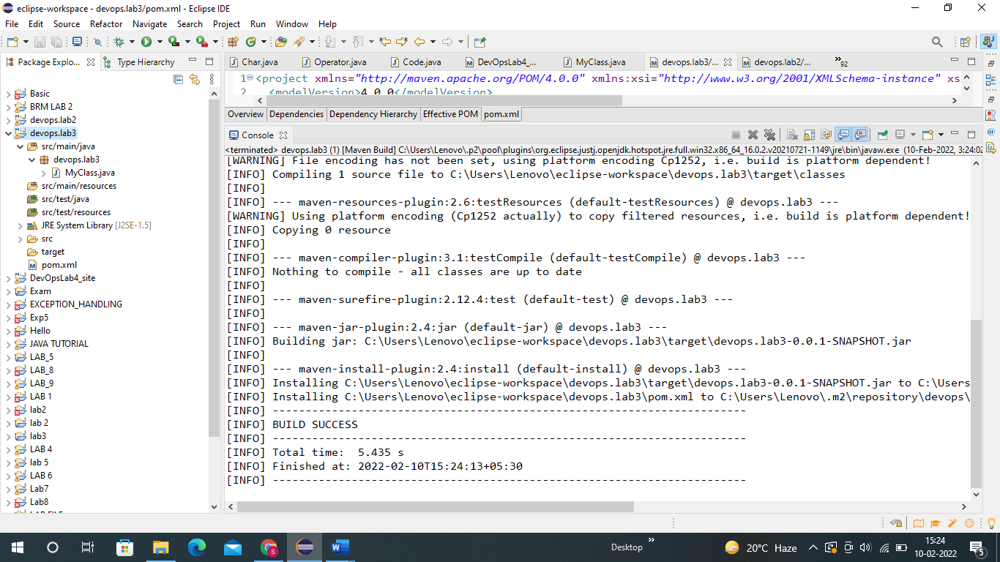 eclipse-workspace - devops.lab3/pom.xml - Eclipse IDE
File Edit Source Refactor Navigate Search Project Run Window Help
Package Explo... Type Hierarchy
Basic
BRM LAB 2
devops.lab2
devops.lab3
src/main/java
devops.lab3
MyClass.java
src/main/resources
src/test/java
src/test/resources
JRE System Library [J2SE-1.5]
src
target
pom.xml
DevOpsLab4_site
Exam
EXCEPTION_HANDLING
Exp5
Hello
JAVA TUTORIAL
LAB_5
LAB_8
LAB_9
LAB 1
lab2
lab 2
lab3
LAB 4
lab 5
LAB 6
Lab7
Lab8
LAB FILE
Char.java Operator.java Code.java DevOpsLab4_... MyClass.java devops.lab3/... devops.lab2/... »92
1 <project xmlns="http://maven.apache.org/POM/4.0.0" xmlns:xsi="http://www.w3.org/2001/XMLSchema-instance" xs
2 <modelVersion>4.0.0</modelVersion>
Overview Dependencies Dependency Hierarchy Effective POM pom.xml
Console
<terminated> devops.lab3 (1) [Maven Build] C:\Users\Lenovo\.p2\pool\plugins\org.eclipse.justj.openjdk.hotspot.jre.full.win32.x86_64_16.0.2.v20210721-1149\jre\bin\javaw.exe (10-Feb-2022, 3:24:02
[WARNING] File encoding has not been set, using platform encoding Cp1252, i.e. build is platform dependent!
[INFO] Compiling 1 source file to C:\Users\Lenovo\eclipse-workspace\devops.lab3\target\classes
[INFO]
[INFO] --- maven-resources-plugin:2.6:testResources (default-testResources) @ devops.lab3 ---
[WARNING] Using platform encoding (Cp1252 actually) to copy filtered resources, i.e. build is platform dependent!
[INFO] Copying 0 resource
[INFO]
[INFO] --- maven-compiler-plugin:3.1:testCompile (default-testCompile) @ devops.lab3 ---
[INFO] Nothing to compile - all classes are up to date
[INFO]
[INFO] --- maven-surefire-plugin:2.12.4:test (default-test) @ devops.lab3 ---
[INFO]
[INFO] --- maven-jar-plugin:2.4:jar (default-jar) @ devops.lab3 ---
[INFO] Building jar: C:\Users\Lenovo\eclipse-workspace\devops.lab3\target\devops.lab3-0.0.1-SNAPSHOT.jar
[INFO]
[INFO] --- maven-install-plugin:2.4:install (default-install) @ devops.lab3 ---
[INFO] Installing C:\Users\Lenovo\eclipse-workspace\devops.lab3\target\devops.lab3-0.0.1-SNAPSHOT.jar to C:\Users
[INFO] Installing C:\Users\Lenovo\eclipse-workspace\devops.lab3\pom.xml to C:\Users\Lenovo\.m2\repository\devops\
[INFO] ------------------------------------------------------------------------
[INFO] BUILD SUCCESS
[INFO] ------------------------------------------------------------------------
[INFO] Total time:  5.435 s
[INFO] Finished at: 2022-02-10T15:24:13+05:30
[INFO] ------------------------------------------------------------------------
Desktop » 20°C Haze 15:24
10-02-2022 5